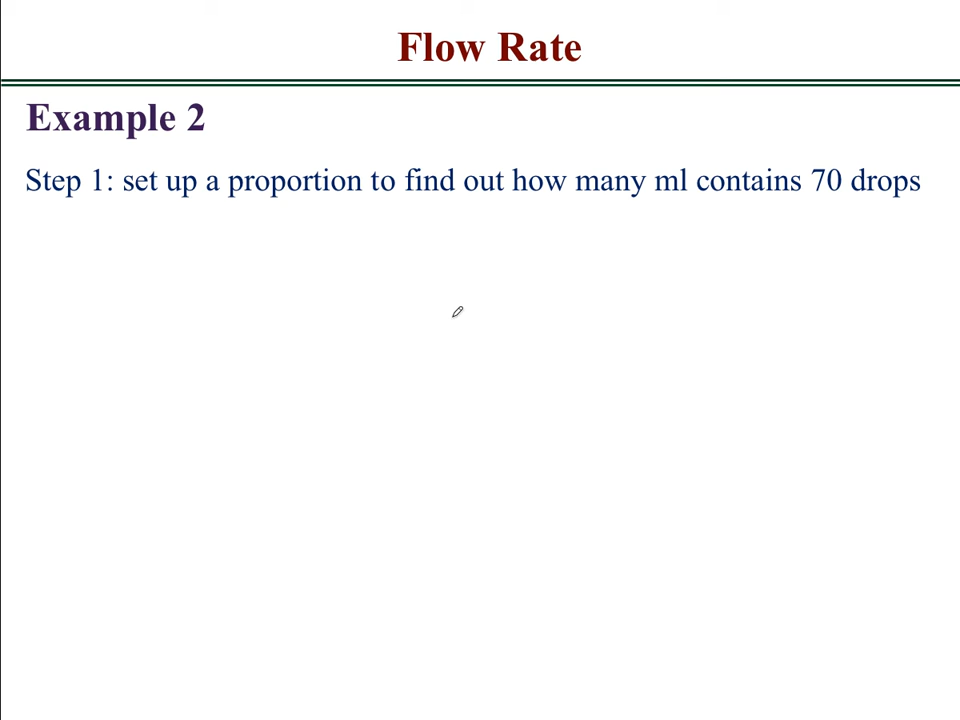 Flow Rate
Example 2
Step 1: set up a proportion to find out how many ml contains 70 drops